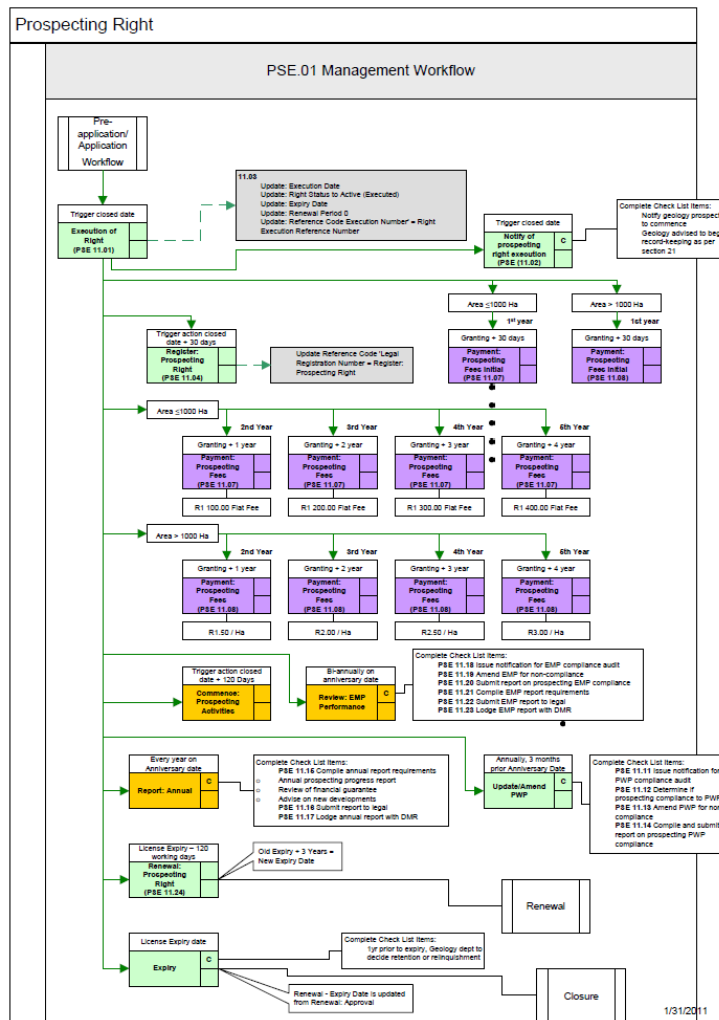 Prospecting Right
PSE.01 Management Workflow
Pre-
application/
Application
Workflow
11.03
Update: Execution Date
Update: Right Status to Active (Executed)
Update: Expiry Date
Update: Renewal Period 0
Update: Reference Code Execution Number' = Right
Execution Reference Number
Trigger closed date
Execution of
Right
(PSE 11.01)
Trigger closed date
Notify of
prospecting
right execution
(PSE (11.02)
C
Complete Check List Items:
Notify geology prospect
to commence
Geology advised to beg
record-keeping as per
section 21
Area ≤1000 Ha
Area > 1000 Ha
1st year
1st year
Granting + 30 days
Payment:
Prospecting
Fees Initial
(PSE 11.07)
Granting + 30 days
Payment:
Prospecting
Fees Initial
(PSE 11.08)
Trigger action closed
date + 30 days
Register:
Prospecting
Right
(PSE 11.04)
Update Reference Code 'Legal
Registration Number = Register:
Prospecting Right
Area ≤1000 Ha
2nd Year
3rd Year
4th Year
5th Year
Granting + 1 year
Payment:
Prospecting
Fees
(PSE 11.07)
R1 100.00 Flat Fee
Granting + 2 year
Payment:
Prospecting
Fees
(PSE 11.07)
R1 200.00 Flat Fee
Granting + 3 year
Payment:
Prospecting
Fees
(PSE 11.07)
R1 300.00 Flat Fee
Granting + 4 year
Payment:
Prospecting
Fees
(PSE 11.07)
R1 400.00 Flat Fee
Area > 1000 Ha
2nd Year
3rd Year
4th Year
5th Year
Granting + 1 year
Payment:
Prospecting
Fees
(PSE 11.08)
R1.50 / Ha
Granting + 2 year
Payment:
Prospecting
Fees
(PSE 11.08)
R2.00 / Ha
Granting + 3 year
Payment:
Prospecting
Fees
(PSE 11.08)
R2.50 / Ha
Granting + 4 year
Payment:
Prospecting
Fees
(PSE 11.08)
R3.00 / Ha
Trigger action closed
date + 120 Days
Commence:
Prospecting
Activities
Bi-annually on
anniversary date
Review: EMP
Performance
C
Complete Check List Items:
PSE 11.18 Issue notification for EMP compliance audit
PSE 11.19 Amend EMP for non-compliance
PSE 11.20 Submit report on prospecting EMP compliance
PSE 11.21 Compile EMP report requirements
PSE 11.22 Submit EMP report to legal
PSE 11.23 Lodge EMP report with DMR
Every year on
Anniversary date
Report: Annual
C
Complete Check List Items:
PSE 11.15 Compile annual report requirements
o Annual prospecting progress report
o Review of financial guarantee
o Advise on new developments
PSE 11.16 Submit report to legal
PSE 11.17 Lodge annual report with DMR
Annually, 3 months
prior Anniversary Date
Update/Amend
PWP
C
Complete Check List Items:
PSE 11.11 Issue notification for
PWP compliance audit
PSE 11.12 Determine if
prospecting compliance to PWP
PSE 11.13 Amend PWP for non
compliance
PSE 11.14 Compile and submit
report on prospecting PWP
compliance
License Expiry – 120
working days
Renewal:
Prospecting
Right
(PSE 11.24)
Old Expiry + 3 Years =
New Expiry Date
Renewal
License Expiry date
Expiry
C
Complete Check List Items:
1yr prior to expiry, Geology dept to
decide retention or relinquishment
Renewal - Expiry Date is updated
from Renewal: Approval
Closure
1/31/2011